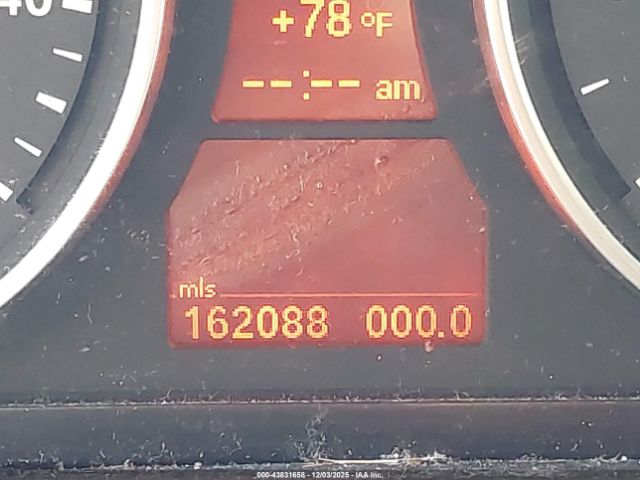 40
+78 °F
--:-- am
mls
162088 000.0
000-43831658 - 12/03/2025 - IAA Inc.